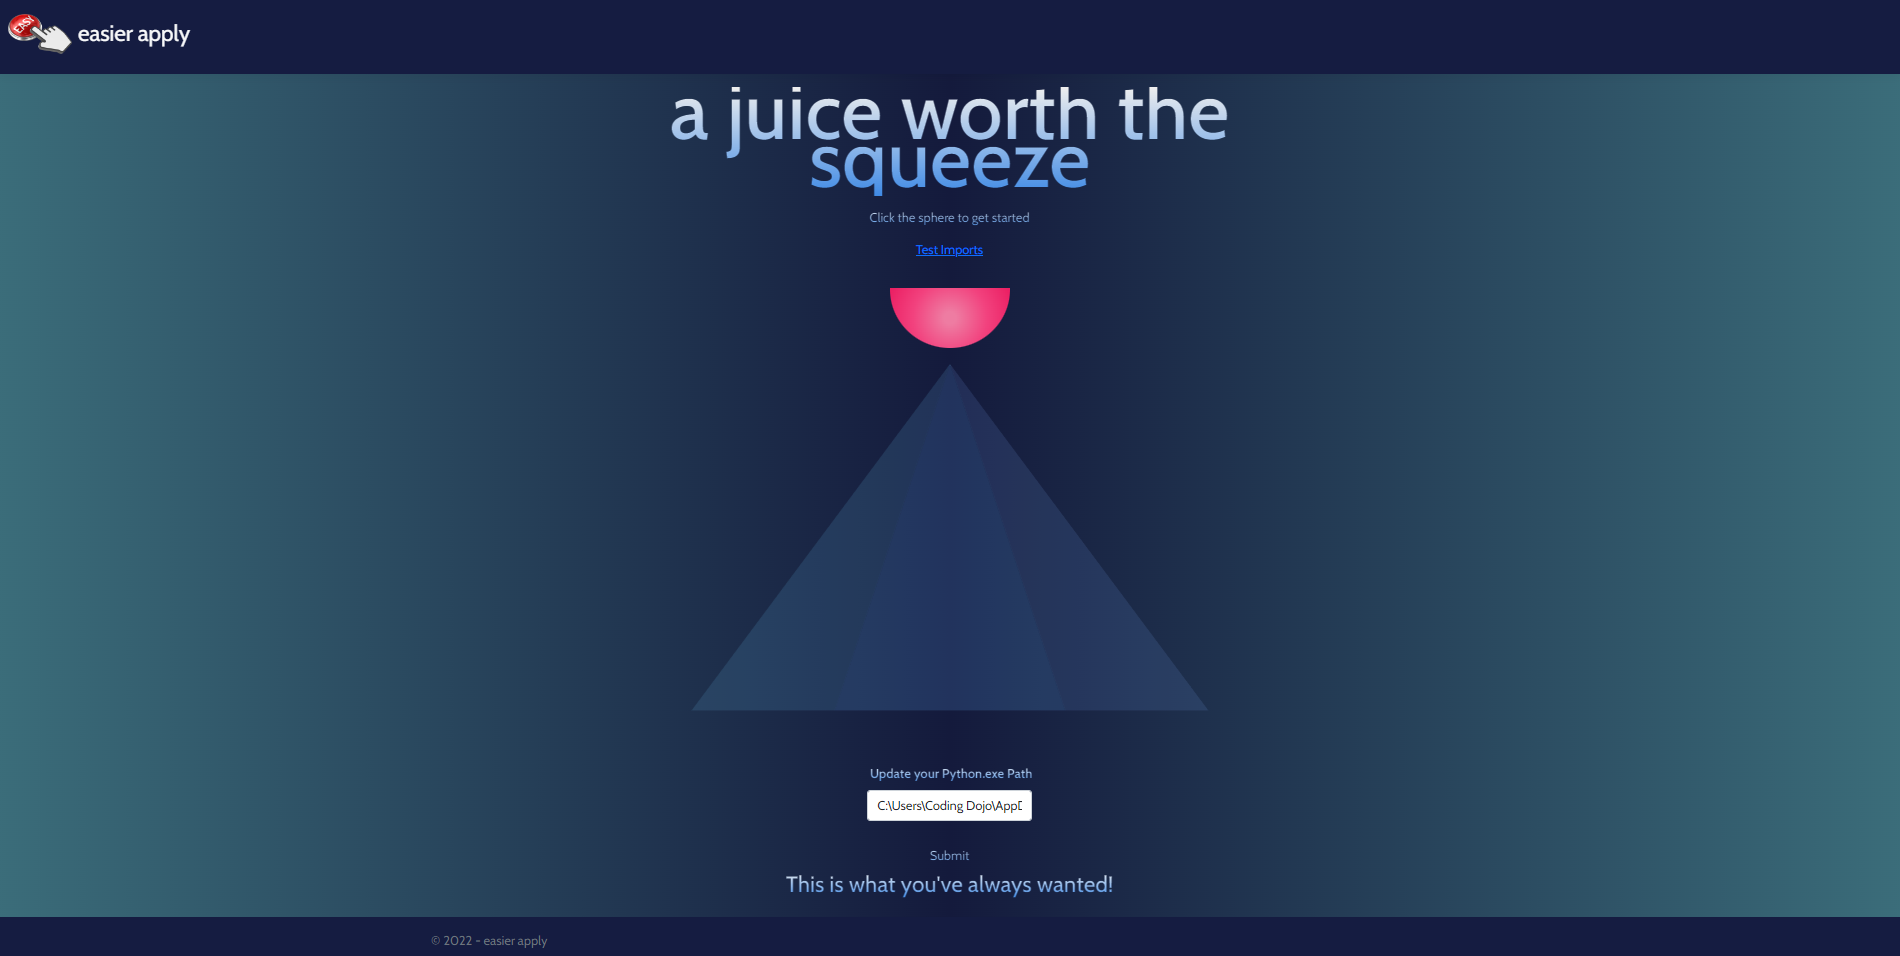 EASY
easier apply
a juice worth the
squeeze
Click the sphere to get started
Test Imports
Update your Python.exe Path
C:\Users\Coding Dojo\AppD
Submit
This is what you've always wanted!
© 2022 - easier apply